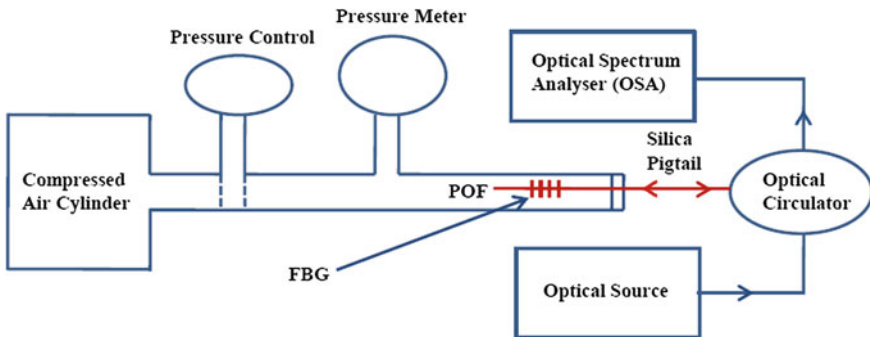 Pressure Control
Pressure Meter
Optical Spectrum
Analyser (OSA)
Silica
Pigtail
Compressed
Air Cylinder
POF
Optical
Circulator
FBG
Optical Source